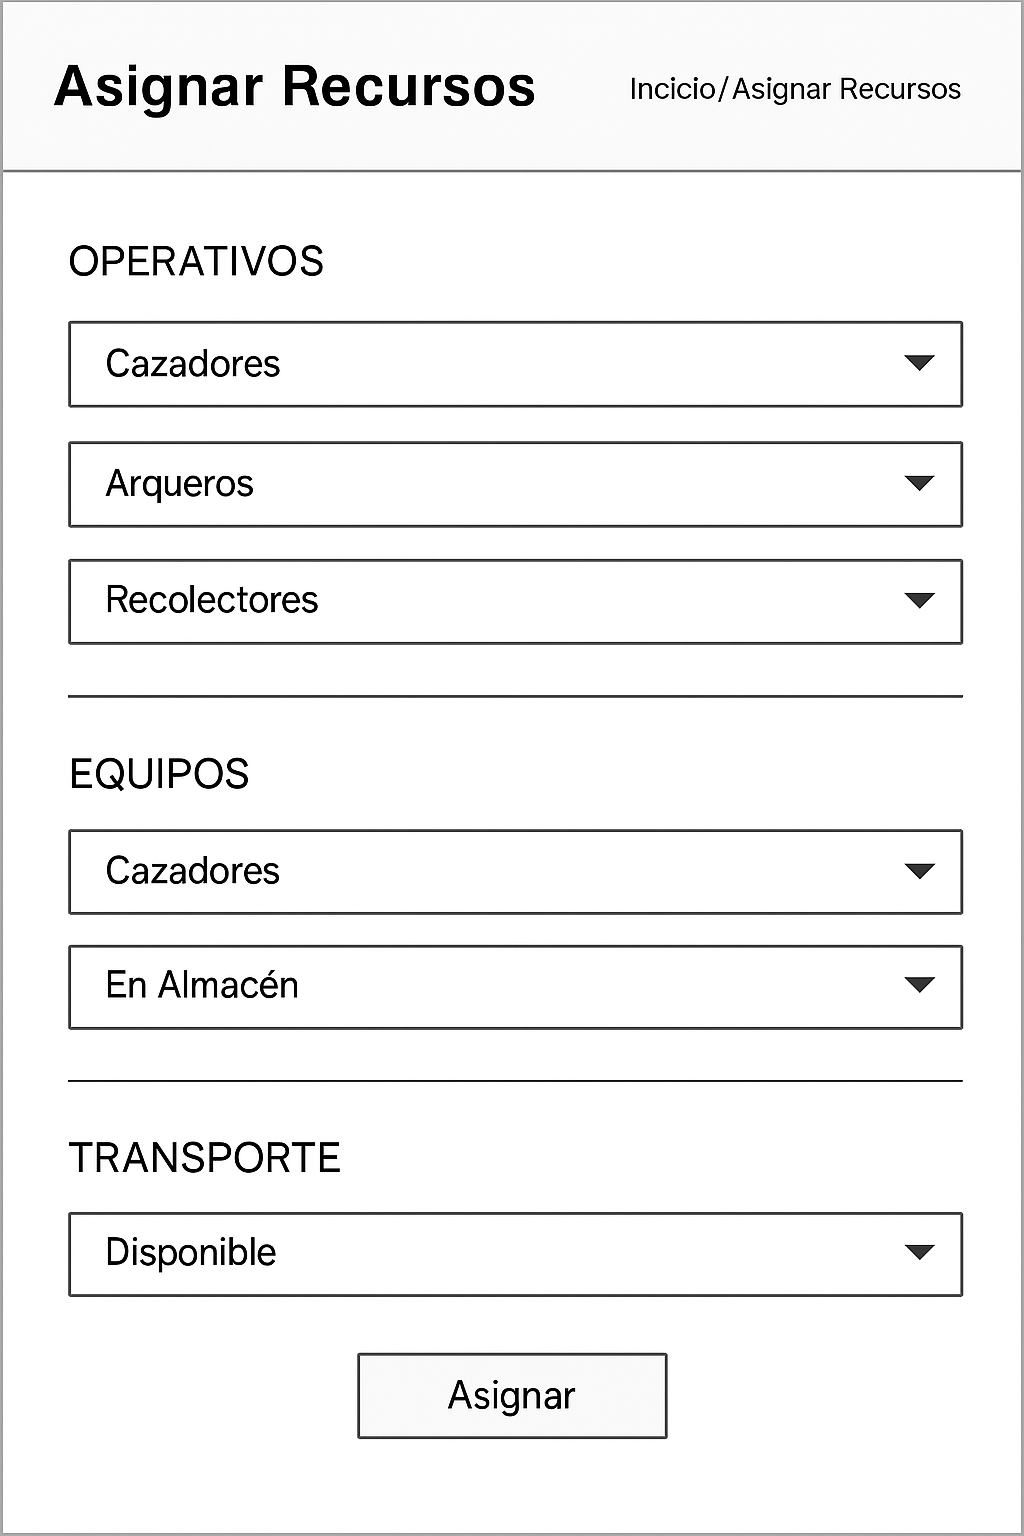 Asignar Recursos
Incicio/Asignar Recursos
OPERATIVOS
Cazadores
Arqueros
Recolectores
EQUIPOS
Cazadores
En Almacén
TRANSPORTE
Disponible
Asignar